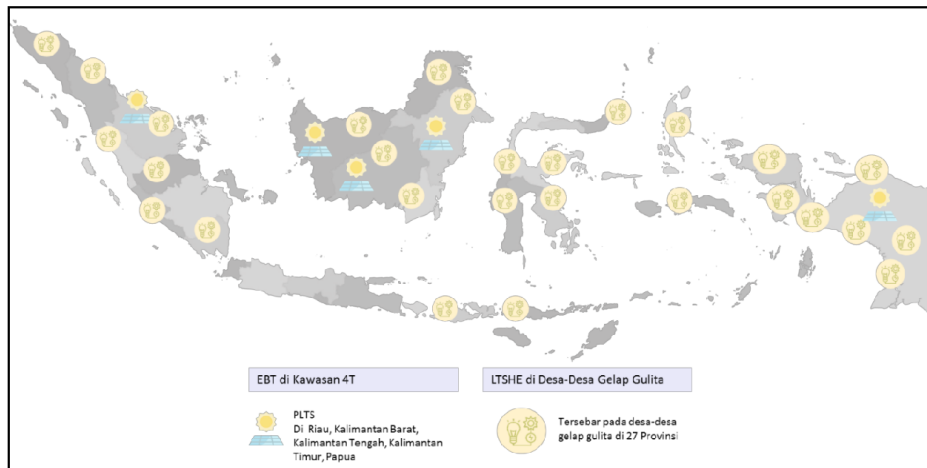 EBT di Kawasan 4T
PLTS
Di Riau, Kalimantan Barat,
Kalimantan Tengah, Kalimantan
Timur, Papua
LTSHE di Desa-Desa Gelap Gulita
Tersebar pada desa-desa
gelap gulita di 27 Provinsi